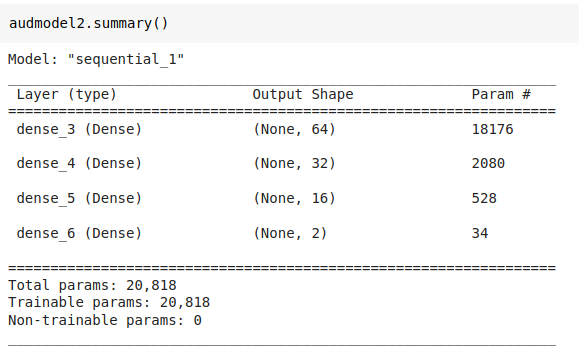 audmodel2.summary()
Model: "sequential_1"
_________________________________________________________________
Layer (type) Output Shape Param #
=================================================================
dense_3 (Dense) (None, 64) 18176
dense_4 (Dense) (None, 32) 2080
dense_5 (Dense) (None, 16) 528
dense_6 (Dense) (None, 2) 34
=================================================================
Total params: 20,818
Trainable params: 20,818
Non-trainable params: 0
_________________________________________________________________